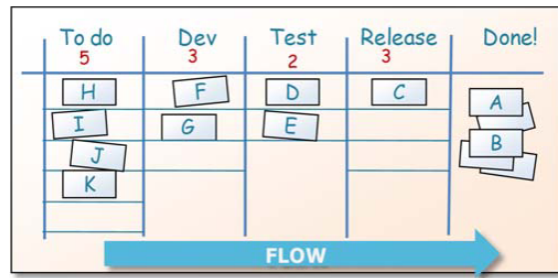 To do Dev Test Release Done!
5 3 2 3
H F D C A
I G E
J B
K
FLOW